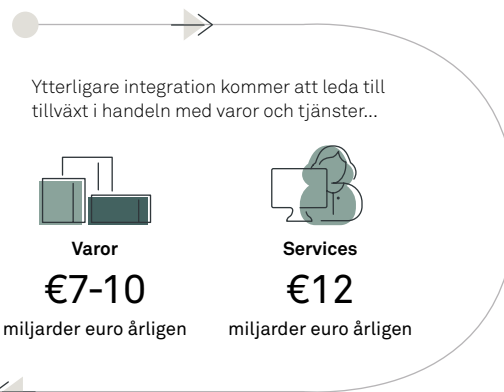 Ytterligare integration kommer att leda till
tillväxt i handeln med varor och tjänster...
Varor
€7-10
miljarder euro årligen
Services
€12
miljarder euro årligen